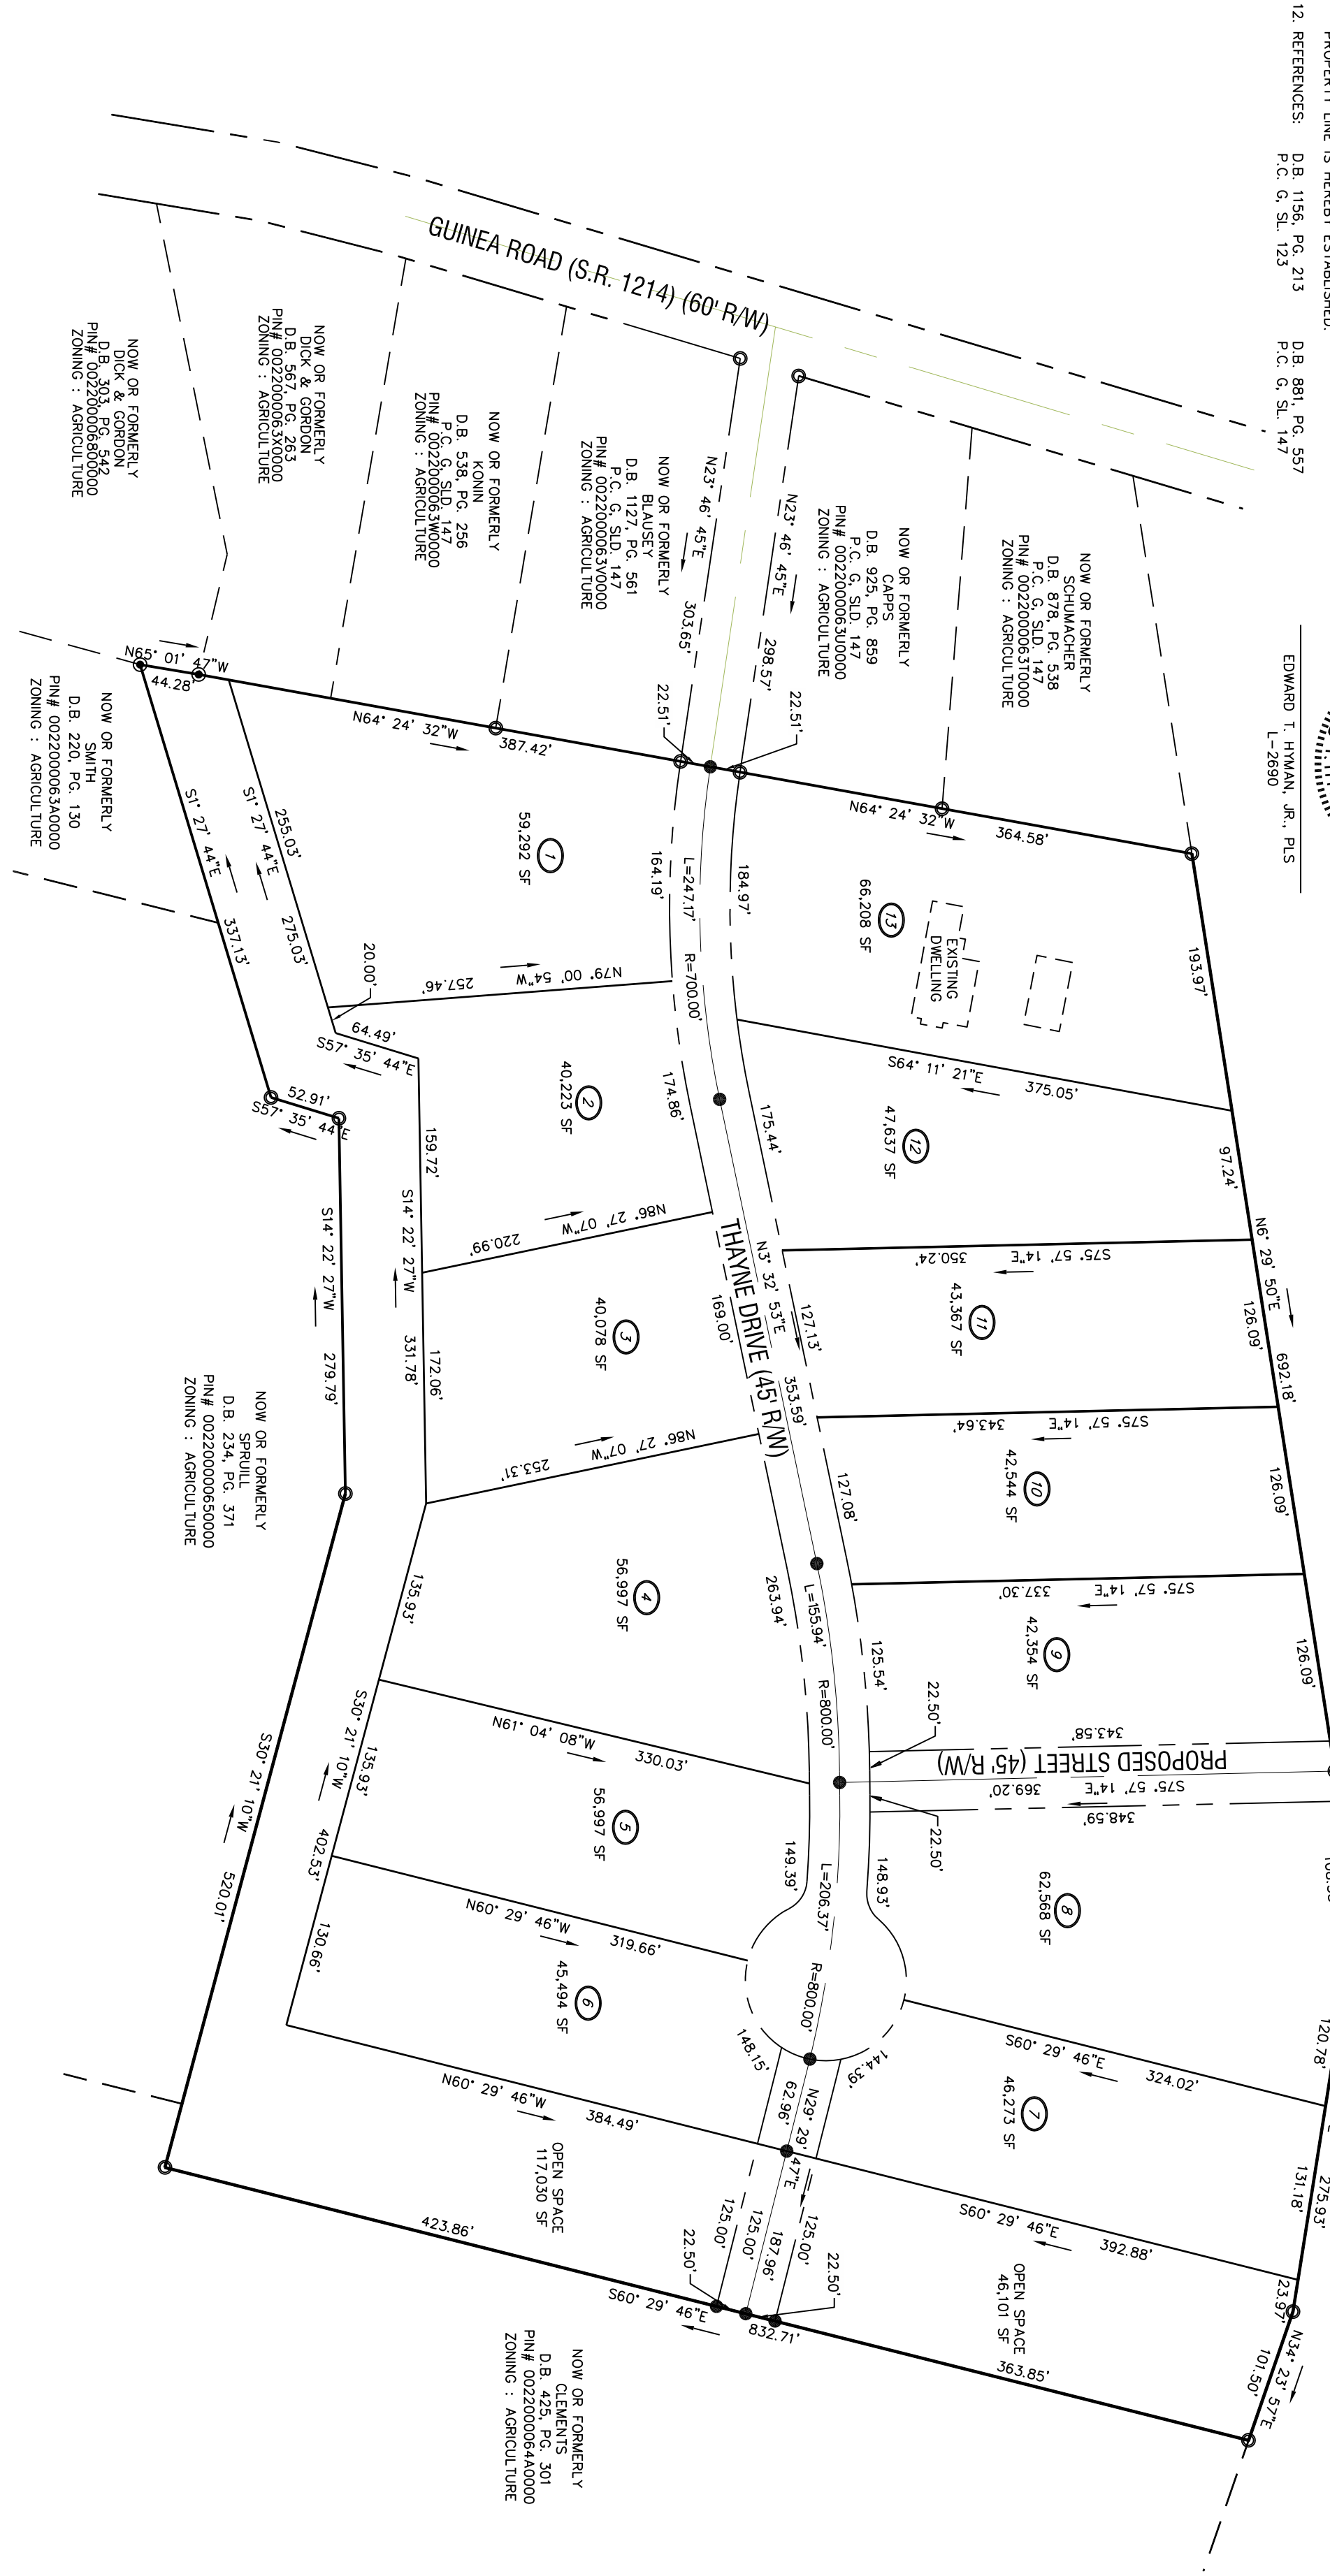 PROPERTY LINE IS HEREBY ESTABLISHED.
12. REFERENCES:
D.B. 1156, PG. 213
P.C. G, SL. 123
D.B. 881, PG. 557
P.C. G, SL. 147
EDWARD T. HYMAN, JR., PLS
L-2690
GUINEA ROAD (S.R. 1214) (60' R/W)
NOW OR FORMERLY
DICK & GORDON
D.B. 303, PG. 542
PIN# 002200006800000
ZONING : AGRICULTURE
NOW OR FORMERLY
DICK & GORDON
D.B. 567, PG. 263
PIN# 0022000063X0000
ZONING : AGRICULTURE
NOW OR FORMERLY
KONIN
D.B. 538, PG. 256
P.C. G, SLD. 147
PIN# 0022000063W0000
ZONING : AGRICULTURE
NOW OR FORMERLY
BLAUSEY
D.B. 1127, PG. 561
P.C. G, SLD. 147
PIN# 0022000063V0000
ZONING : AGRICULTURE
NOW OR FORMERLY
CAPPS
D.B. 925, PG. 859
P.C. G, SLD. 147
PIN# 0022000063U0000
ZONING : AGRICULTURE
NOW OR FORMERLY
SCHUMACHER
D.B. 878, PG. 538
P.C. G, SLD. 147
PIN# 0022000063T0000
ZONING : AGRICULTURE
N23° 46' 45"E
303.65'
N23° 46' 45"E
298.57'
22.51'
22.51'
N65° 01' 47"W
44.28'
N64° 24' 32"W
387.42'
N64° 24' 32"W
364.58'
NOW OR FORMERLY
SMITH
D.B. 220, PG. 130
PIN# 0022000063A0000
ZONING : AGRICULTURE
S1° 27' 44"E
337.13'
S1° 27' 44"E
255.03'
275.03'
20.00'
1
59,292 SF
164.19'
L=247.17'
R=700.00'
184.97'
13
66,208 SF
EXISTING
DWELLING
193.97'
N79° 00' 54"W
257.46'
64.49'
S57° 35' 44"E
52.91'
S57° 35' 44"E
2
40,223 SF
174.86'
175.44'
S64° 11' 21"E
375.05'
12
47,637 SF
97.24'
159.72'
S14° 22' 27"W
331.78'
172.06'
S14° 22' 27"W
279.79'
N86° 27' 07"W
220.99'
THAYNE DRIVE (45' R/W)
N3° 32' 53"E
353.59'
169.00'
127.13'
S75° 57' 14"E
350.24'
N6° 29' 50"E
692.18'
126.09'
3
40,078 SF
11
43,367 SF
N86° 27' 07"W
253.31'
S75° 57' 14"E
343.64'
NOW OR FORMERLY
SPRUILL
D.B. 234, PG. 371
PIN# 002200000650000
ZONING : AGRICULTURE
127.08'
10
42,544 SF
126.09'
4
56,997 SF
135.93'
263.94'
L=155.94'
R=800.00'
S75° 57' 14"E
337.30'
9
42,354 SF
126.09'
125.54'
22.50'
343.58'
PROPOSED STREET (45' R/W)
S75° 57' 14"E
369.20'
348.59'
22.50'
S30° 21' 10"W
402.53'
135.93'
N61° 04' 08"W
330.03'
S30° 21' 10"W
520.01'
5
56,997 SF
149.39'
L=206.37'
R=800.00'
148.93'
8
62,568 SF
120.78'
130.66'
N60° 29' 46"W
319.66'
6
45,494 SF
148.15'
144.39'
S60° 29' 46"E
324.02'
7
46,273 SF
131.18'
275.93'
N60° 29' 46"W
384.49'
62.96'
N29° 29' 47"E
187.96'
125.00'
125.00'
125.00'
S60° 29' 46"E
392.88'
OPEN SPACE
117,030 SF
OPEN SPACE
46,101 SF
23.97'
N34° 23' 57"E
101.50'
423.86'
22.50'
22.50'
S60° 29' 46"E
832.71'
363.85'
NOW OR FORMERLY
CLEMENTS
D.B. 425, PG. 301
PIN# 0022000064A0000
ZONING : AGRICULTURE